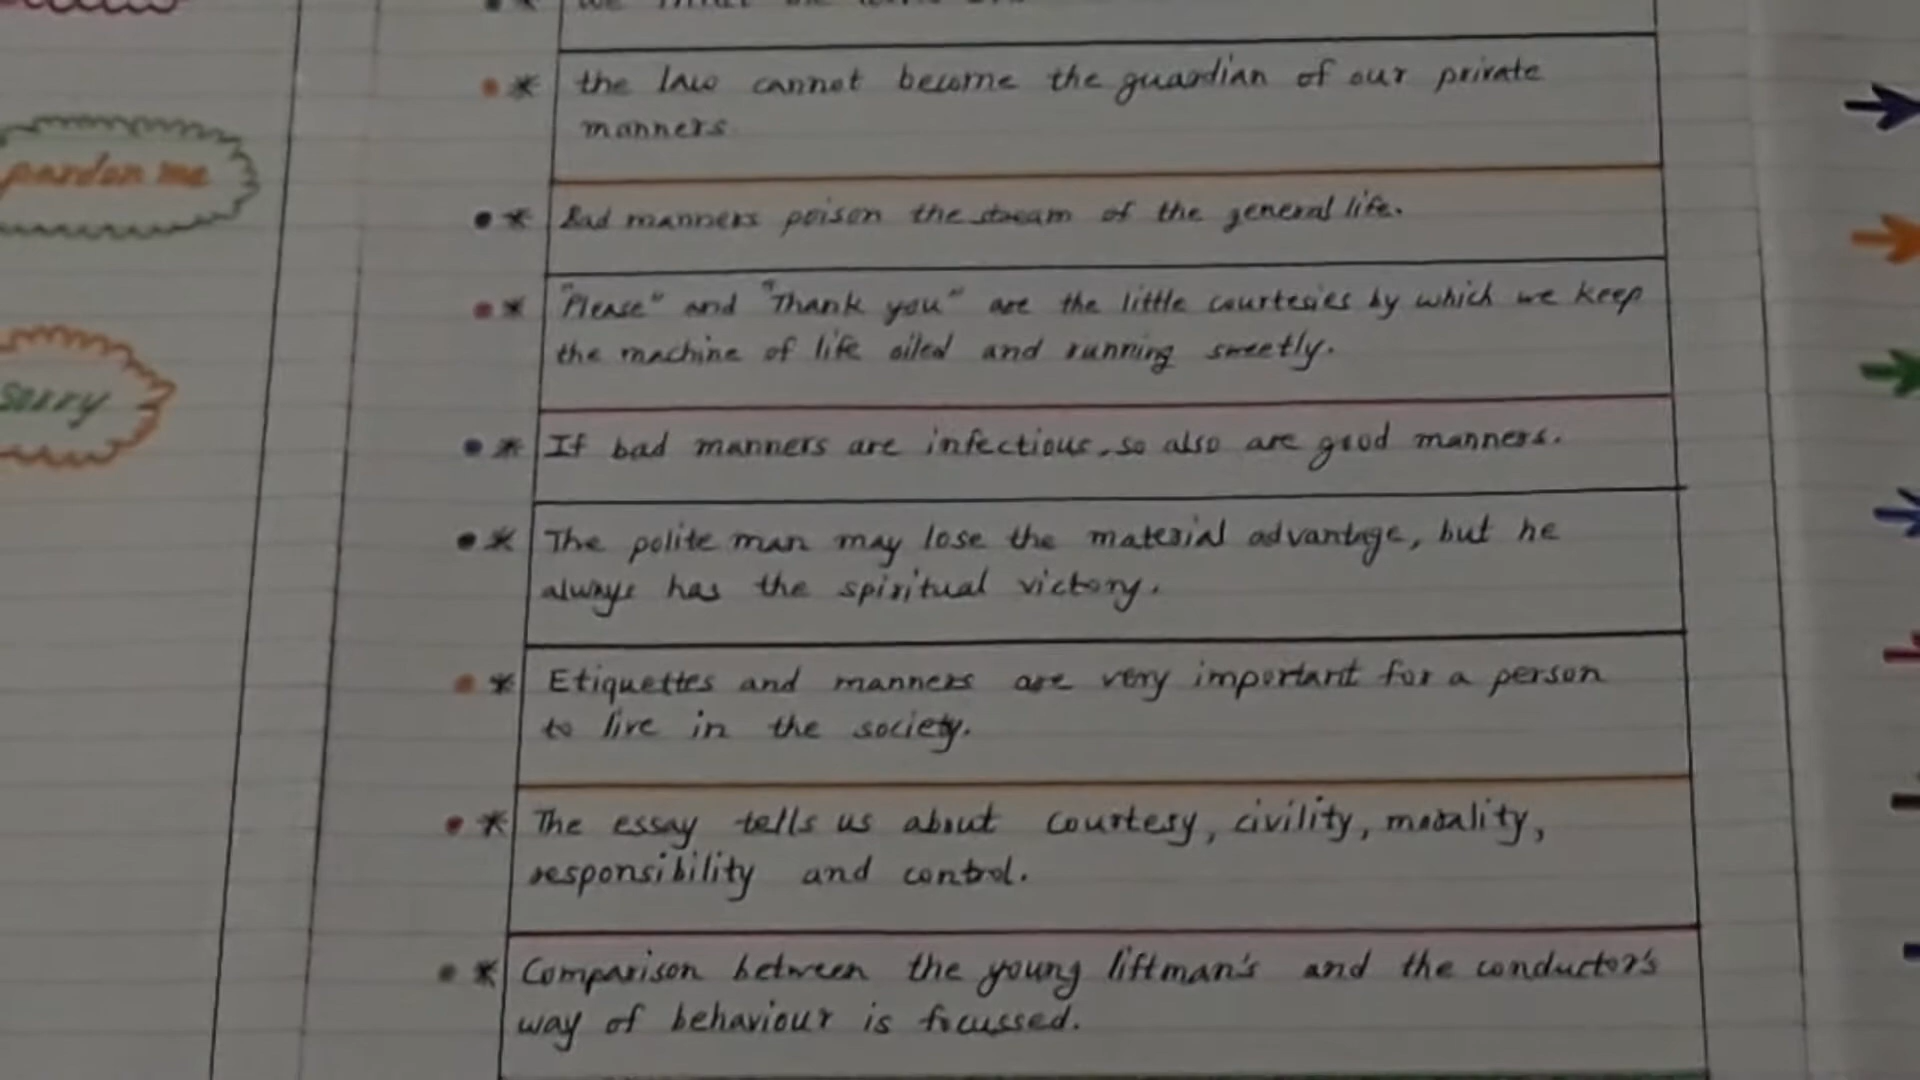 pardon me
sorry
the law cannot become the guardian of our private
manners
Bad manners poison the stream of the general life.
"Please" and "Thank you" are the little courtesies by which we keep
the machine of life oiled and running sweetly.
If bad manners are infectious, so also are good manners.
The polite man may lose the material advantage, but he
always has the spiritual victory.
Etiquettes and manners are very important for a person
to live in the society.
The essay tells us about courtesy, civility, morality,
responsibility and control.
Comparison between the young liftman's and the conductor's
way of behaviour is focussed.